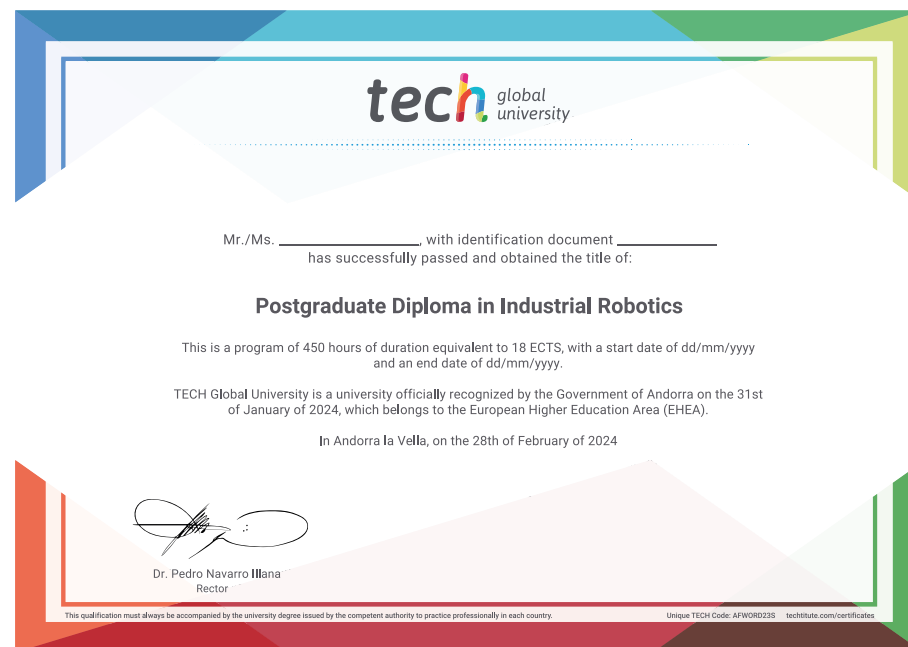 tech global university
Mr./Ms. ____________, with identification document ____________
has successfully passed and obtained the title of:
Postgraduate Diploma in Industrial Robotics
This is a program of 450 hours of duration equivalent to 18 ECTS, with a start date of dd/mm/yyyy
and an end date of dd/mm/yyyy.
TECH Global University is a university officially recognized by the Government of Andorra on the 31st
of January of 2024, which belongs to the European Higher Education Area (EHEA).
In Andorra la Vella, on the 28th of February of 2024
Dr. Pedro Navarro Illana
Rector
This qualification must always be accompanied by the university degree issued by the competent authority to practice professionally in each country.
Unique TECH Code: AFWORD23S techtitute.com/certificates